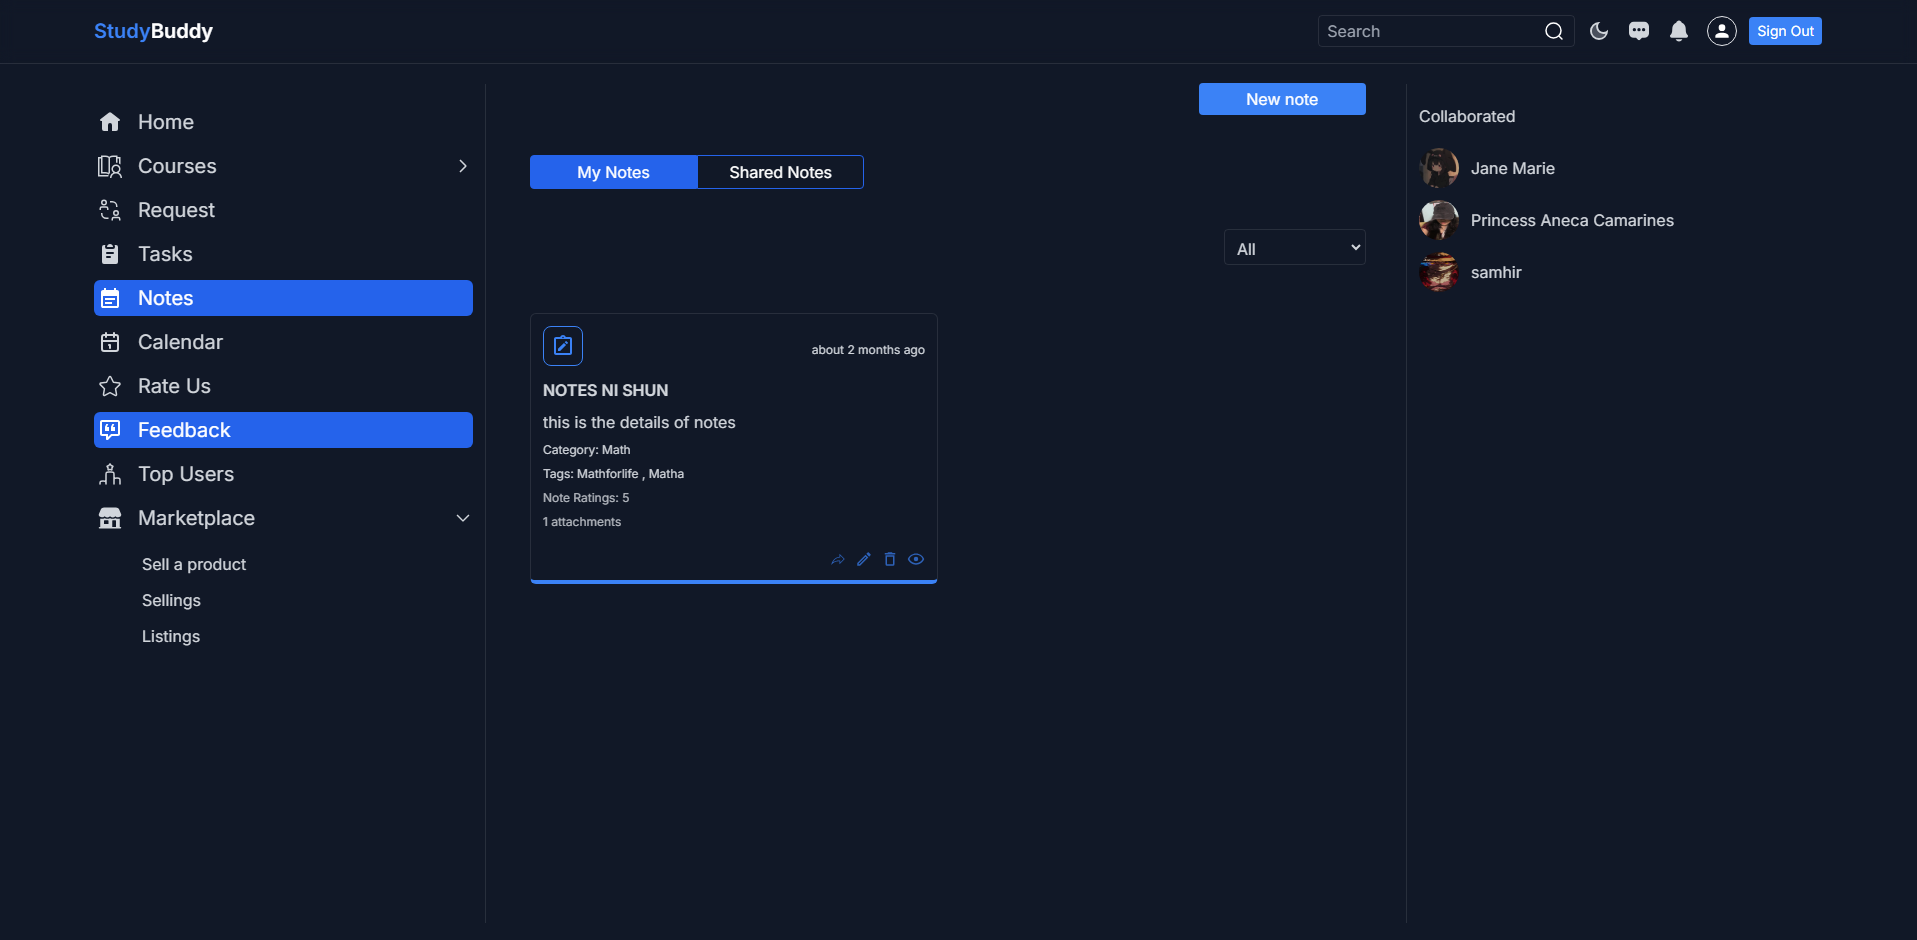 StudyBuddy
Search
Sign Out
Home
Courses
Request
Tasks
Notes
Calendar
Rate Us
Feedback
Top Users
Marketplace
Sell a product
Sellings
Listings
New note
My Notes
Shared Notes
All
about 2 months ago
NOTES NI SHUN
this is the details of notes
Category: Math
Tags: Mathforlife , Matha
Note Ratings: 5
1 attachments
Collaborated
Jane Marie
Princess Aneca Camarines
samhir